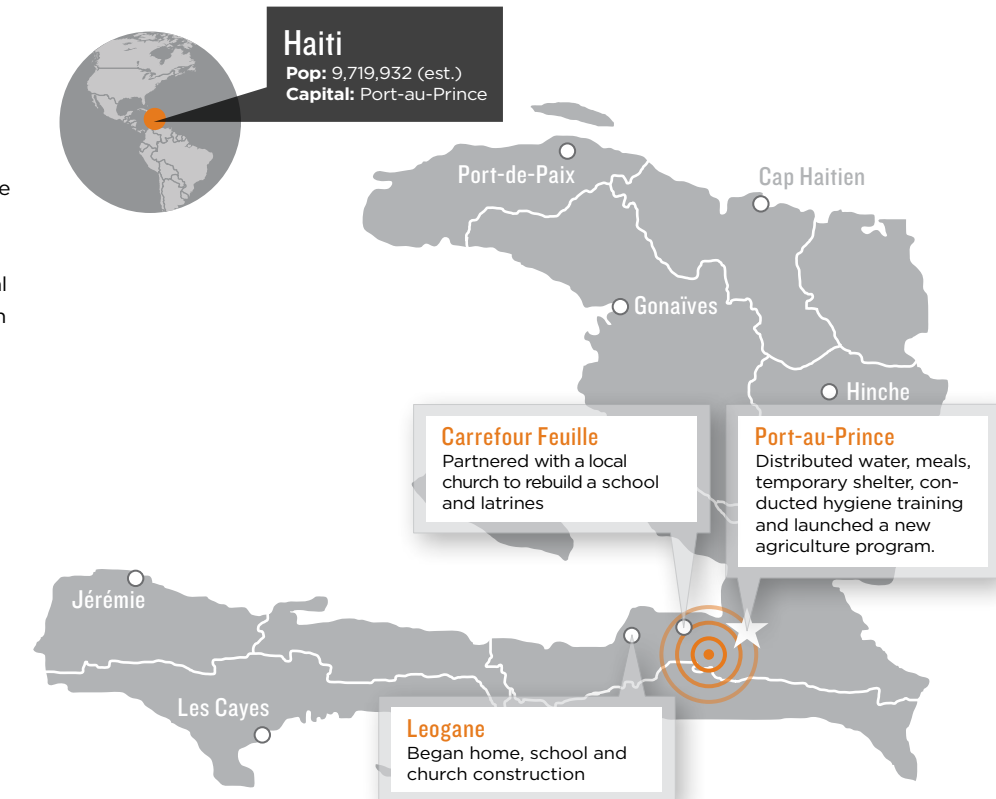 Haiti
Pop: 9,719,932 (est.)
Capital: Port-au-Prince
Port-de-Paix
Cap Haitien
Gonaïves
Hinche
Carrefour Feuille
Partnered with a local
church to rebuild a school
and latrines
Port-au-Prince
Distributed water, meals,
temporary shelter, con-
ducted hygiene training
and launched a new
agriculture program.
Jérémie
Les Cayes
Leogane
Began home, school and
church construction